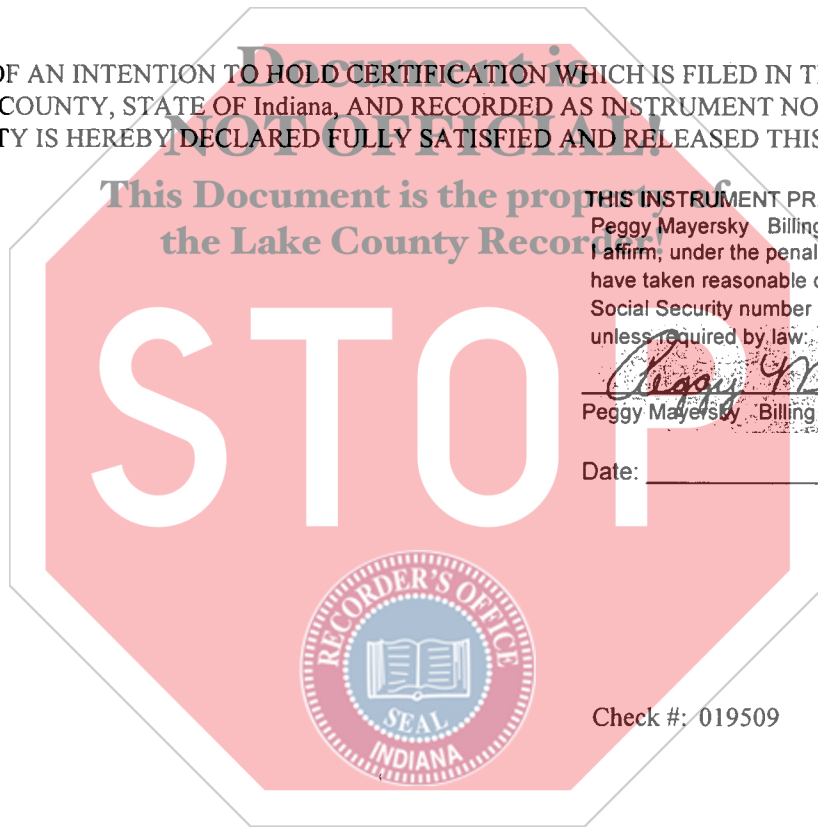 Document is
OF AN INTENTION TO HOLD CERTIFICATION WHICH IS FILED IN
COUNTY, STATE OF Indiana, AND RECORDED AS INSTRUMENT NO
NOT OFFICIAL!
TY IS HEREBY DECLARED FULLY SATISFIED AND RELEASED THIS
This Document is the property of
the Lake County Recorder!
THIS INSTRUMENT PR
Peggy Mayersky Billing
I affirm, under the penal
have taken reasonable
Social Security number
unless required by law:
Peggy M
Peggy Mayersky Billing
Date:
STOP
RECORDER'S OFFICE
SEAL
INDIANA
Check #: 019509